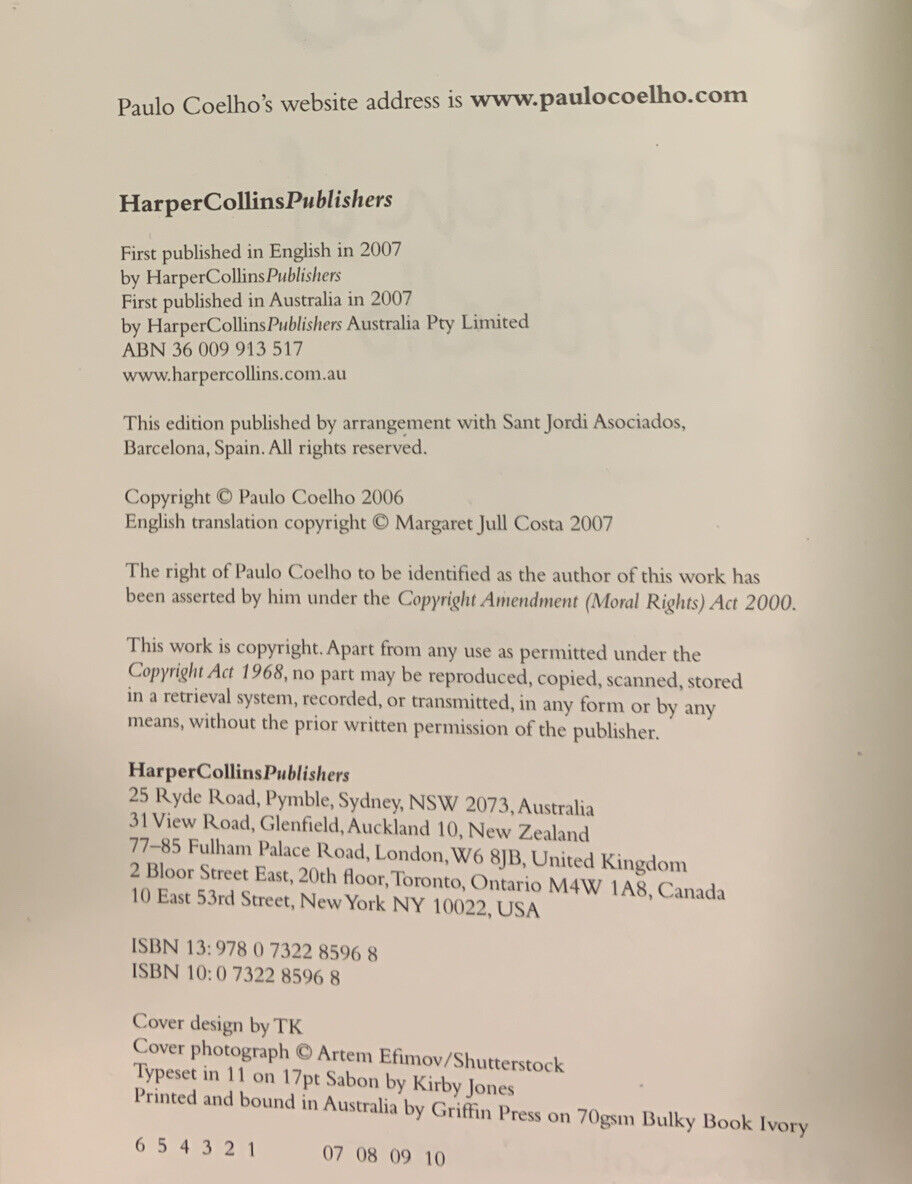 Paulo Coelho's website address is www.paulocoelho.com
HarperCollinsPublishers
First published in English in 2007
by HarperCollinsPublishers
First published in Australia in 2007
by HarperCollinsPublishers Australia Pty Limited
ABN 36 009 913 517
www.harpercollins.com.au
This edition published by arrangement with Sant Jordi Asociados,
Barcelona, Spain. All rights reserved.
Copyright © Paulo Coelho 2006
English translation copyright © Margaret Jull Costa 2007
The right of Paulo Coelho to be identified as the author of this work has
been asserted by him under the Copyright Amendment (Moral Rights) Act 2000.
This work is copyright. Apart from any use as permitted under the
Copyright Act 1968, no part may be reproduced, copied, scanned, stored
in a retrieval system, recorded, or transmitted, in any form or by any
means, without the prior written permission of the publisher.
HarperCollinsPublishers
25 Ryde Road, Pymble, Sydney, NSW 2073, Australia
31 View Road, Glenfield, Auckland 10, New Zealand
77–85 Fulham Palace Road, London, W6 8JB, United Kingdom
2 Bloor Street East, 20th floor, Toronto, Ontario M4W 1A8, Canada
10 East 53rd Street, New York NY 10022, USA
ISBN 13: 978 0 7322 8596 8
ISBN 10: 0 7322 8596 8
Cover design by TK
Cover photograph © Artem Efimov/Shutterstock
Typeset in 11 on 17pt Sabon by Kirby Jones
Printed and bound in Australia by Griffin Press on 70gsm Bulky Book Ivory
6 5 4 3 2 1 07 08 09 10